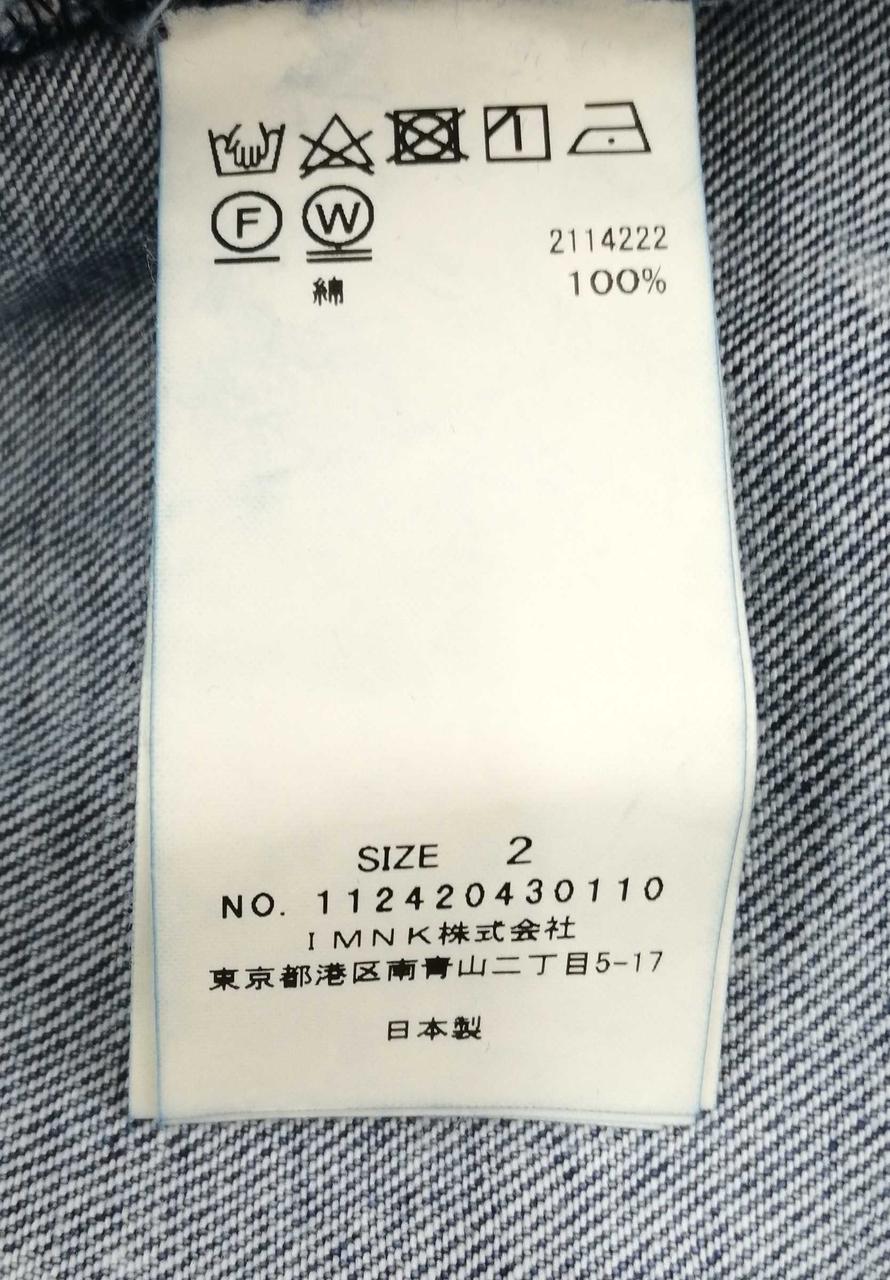 F W
2114222
綿 100%
SIZE 2
NO. 112420430110
IMNK株式会社
東京都港区南青山二丁目5-17
日本製